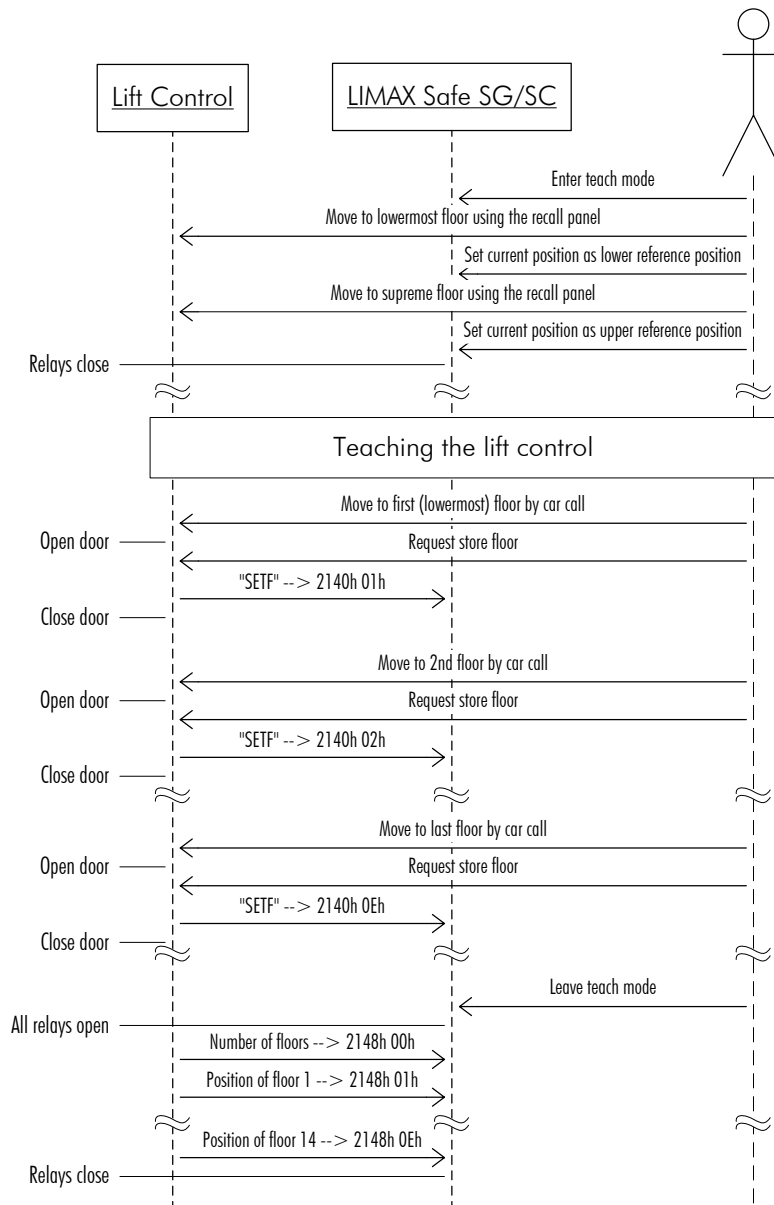 Lift Control
LIMAX Safe SG/SC
Enter teach mode
Move to lowermost floor using the recall panel
Set current position as lower reference position
Move to supreme floor using the recall panel
Set current position as upper reference position
Relays close
Teaching the lift control
Move to first (lowermost) floor by car call
Open door
Request store floor
"SETF" --> 2140h 01h
Close door
Move to 2nd floor by car call
Open door
Request store floor
"SETF" --> 2140h 02h
Close door
Move to last floor by car call
Open door
Request store floor
"SETF" --> 2140h 0Eh
Close door
Leave teach mode
All relays open
Number of floors --> 2148h 00h
Position of floor 1 --> 2148h 01h
Position of floor 14 --> 2148h 0Eh
Relays close